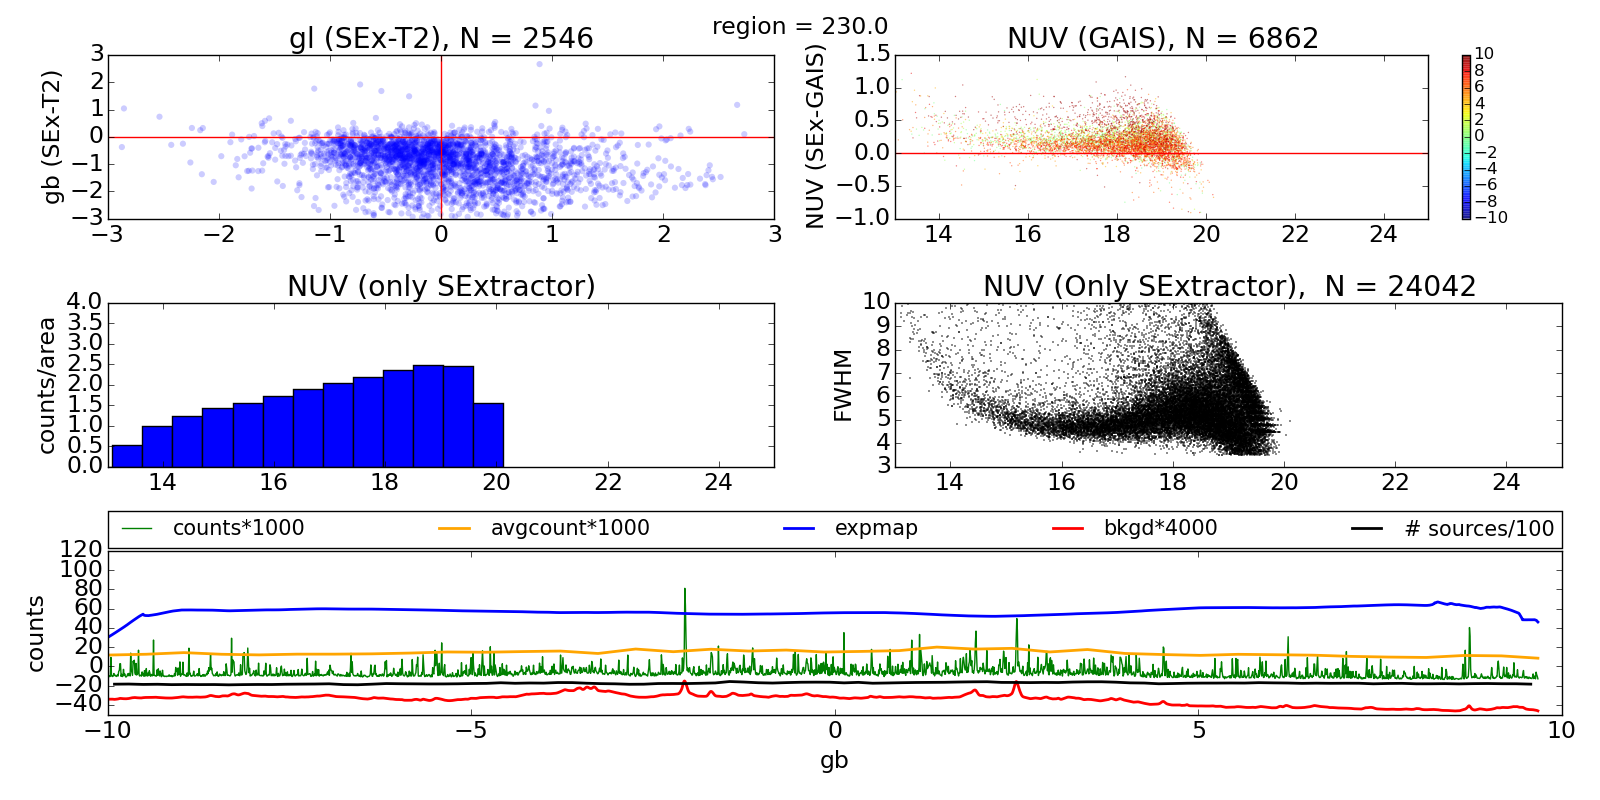 region = 230.0
gl (SEx-T2), N = 2546
gb (SEx-T2)
3
2
1
0
−1
−2
−3
−3 −2 −1 0 1 2 3
NUV (GAIS), N = 6862
NUV (SEx-GAIS)
1.5
1.0
0.5
0.0
−0.5
−1.0
14 16 18 20 22 24
10
8
6
4
2
0
−2
−4
−6
−8
−10
NUV (only SExtractor)
counts/area
4.0
3.5
3.0
2.5
2.0
1.5
1.0
0.5
0.0
14 16 18 20 22 24
NUV (Only SExtractor), N = 24042
FWHM
10
9
8
7
6
5
4
3
14 16 18 20 22 24
counts*1000 avgcount*1000 expmap bkgd*4000 # sources/100
counts
120
100
80
60
40
20
0
−20
−40
−10 −5 0 5 10
gb